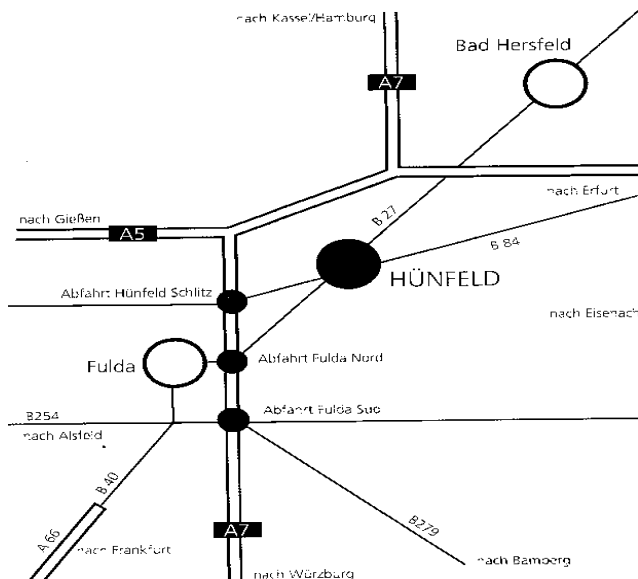 nach Kassel/Hamburg
Bad Hersfeld
A7
nach Erfurt
nach Gießen
A5
B 27
B 84
HÜNFELD
Abfahrt Hünfeld Schlitz
nach Eisenach
Fulda
Abfahrt Fulda Nord
Abfahrt Fulda Süd
B254
nach Alsfeld
B 40
A 66
nach Frankfurt
A7
B279
nach Bamberg
nach Würzburg